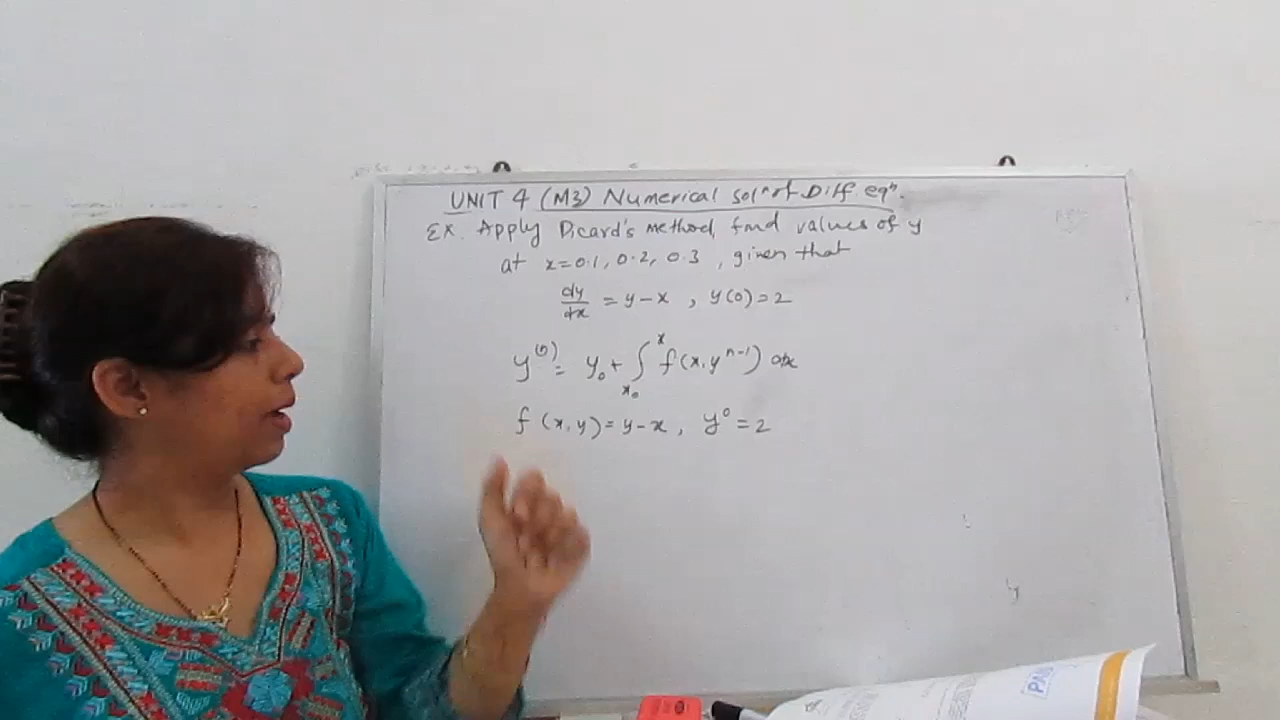 UNIT 4 (M3) Numerical Solⁿ of Diff eqⁿ.
EX. Apply Picard's method, find values of y
at x=0.1, 0.2, 0.3 , given that
dy/dx = y-x , y(0)=2
y⁽ⁿ⁾= y₀+ ∫ₓ₀ˣ f(x,yⁿ⁻¹) dx
f (x,y)=y-x, y⁰=2